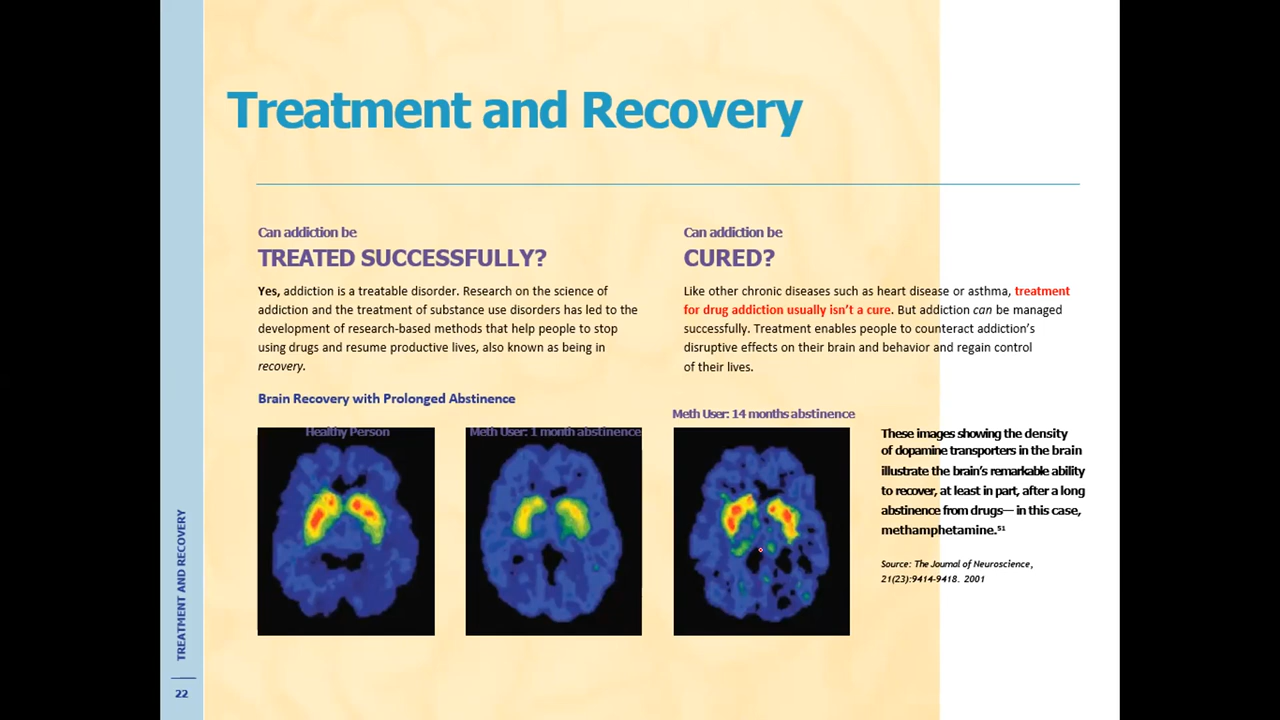 Treatment and Recovery
Can addiction be
TREATED SUCCESSFULLY?
Yes, addiction is a treatable disorder. Research on the science of
addiction and the treatment of substance use disorders has led to the
development of research-based methods that help people to stop
using drugs and resume productive lives, also known as being in
recovery.
Can addiction be
CURED?
Like other chronic diseases such as heart disease or asthma, treatment
for drug addiction usually isn't a cure. But addiction can be managed
successfully. Treatment enables people to counteract addiction's
disruptive effects on their brain and behavior and regain control
of their lives.
Brain Recovery with Prolonged Abstinence
Healthy Person
Meth User: 1 month abstinence
Meth User: 14 months abstinence
These images showing the density
of dopamine transporters in the brain
illustrate the brain's remarkable ability
to recover, at least in part, after a long
abstinence from drugs— in this case,
methamphetamine.⁵¹
Source: The Journal of Neuroscience,
21(23):9414-9418. 2001
TREATMENT AND RECOVERY
22